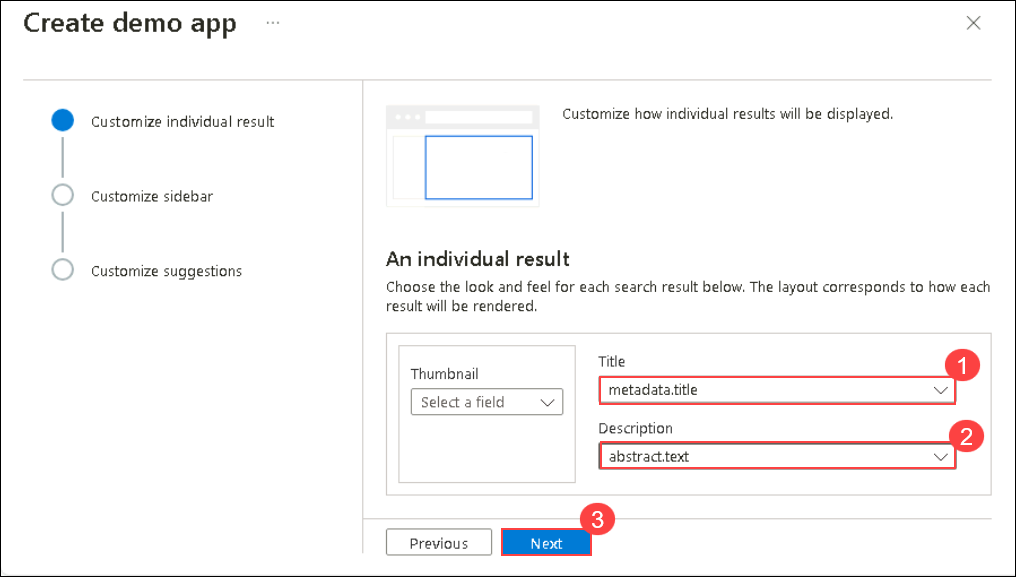 Create demo app ...
Customize individual result
Customize sidebar
Customize suggestions
Customize how individual results will be displayed.
An individual result
Choose the look and feel for each search result below. The layout corresponds to how each
result will be rendered.
Thumbnail
Select a field
Title
1
metadata.title
Description
2
abstract.text
3
Previous
Next